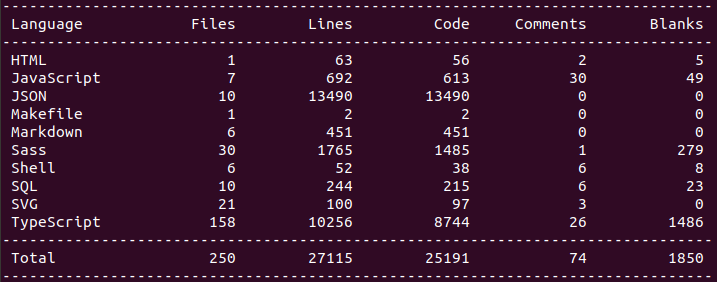 --------------------------------------------------------------------------------
 Language             Files        Lines         Code     Comments       Blanks
--------------------------------------------------------------------------------
 HTML                     1           63           56            2            5
 JavaScript               7          692          613           30           49
 JSON                    10        13490        13490            0            0
 Makefile                 1            2            2            0            0
 Markdown                 6          451          451            0            0
 Sass                    30         1765         1485            1          279
 Shell                    6           52           38            6            8
 SQL                     10          244          215            6           23
 SVG                     21          100           97            3            0
 TypeScript             158        10256         8744           26         1486
--------------------------------------------------------------------------------
 Total                  250        27115        25191           74         1850
--------------------------------------------------------------------------------